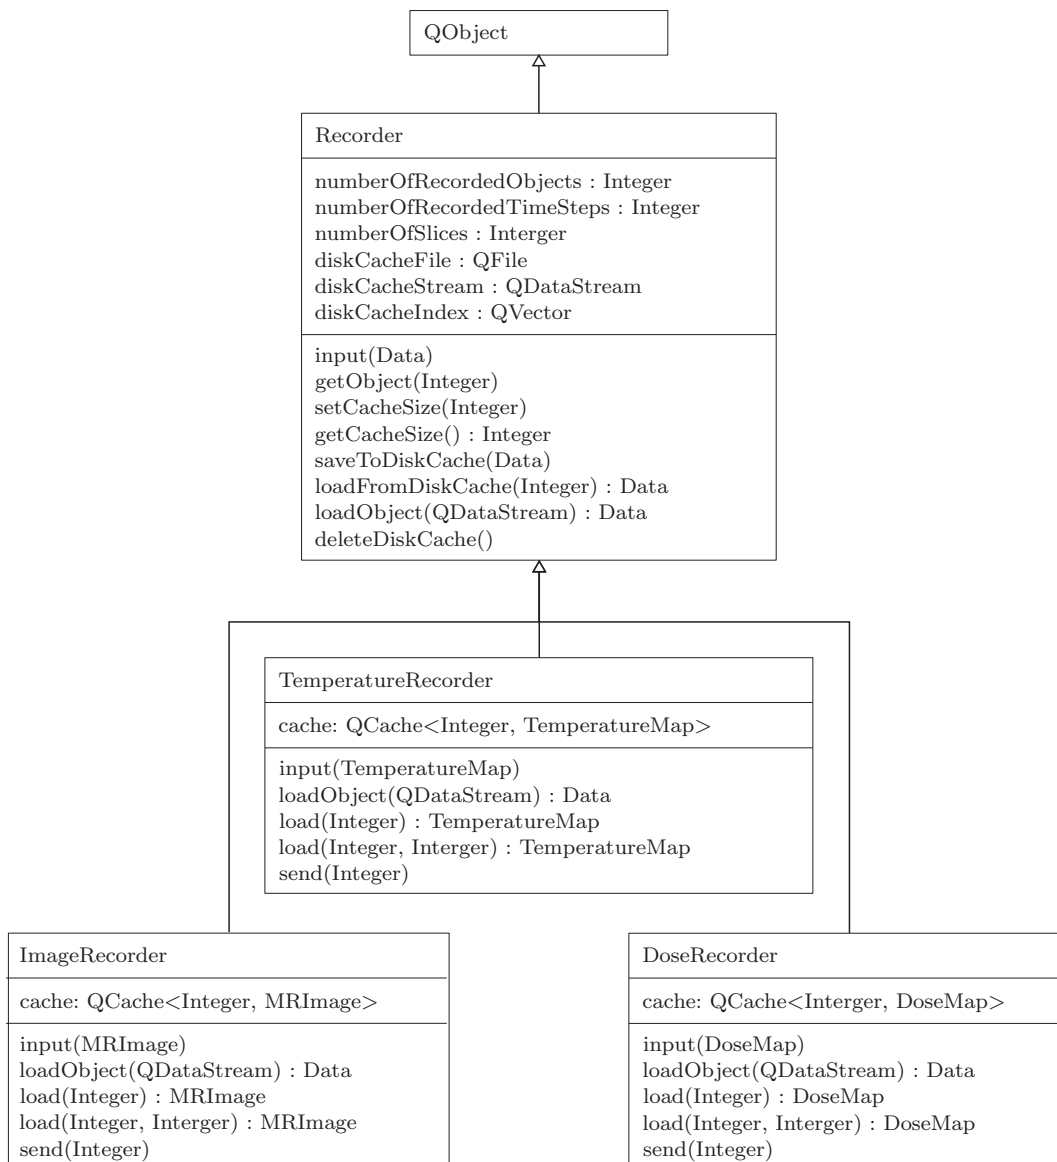 QObject
Recorder
numberOfRecordedObjects : Integer
numberOfRecordedTimeSteps : Integer
numberOfSlices : Interger
diskCacheFile : QFile
diskCacheStream : QDataStream
diskCacheIndex : QVector
input(Data)
getObject(Integer)
setCacheSize(Integer)
getCacheSize() : Integer
saveToDiskCache(Data)
loadFromDiskCache(Integer) : Data
loadObject(QDataStream) : Data
deleteDiskCache()
TemperatureRecorder
cache: QCache<Integer, TemperatureMap>
input(TemperatureMap)
loadObject(QDataStream) : Data
load(Integer) : TemperatureMap
load(Integer, Interger) : TemperatureMap
send(Integer)
ImageRecorder
cache: QCache<Integer, MRImage>
input(MRImage)
loadObject(QDataStream) : Data
load(Integer) : MRImage
load(Integer, Interger) : MRImage
send(Integer)
DoseRecorder
cache: QCache<Interger, DoseMap>
input(DoseMap)
loadObject(QDataStream) : Data
load(Integer) : DoseMap
load(Integer, Interger) : DoseMap
send(Integer)